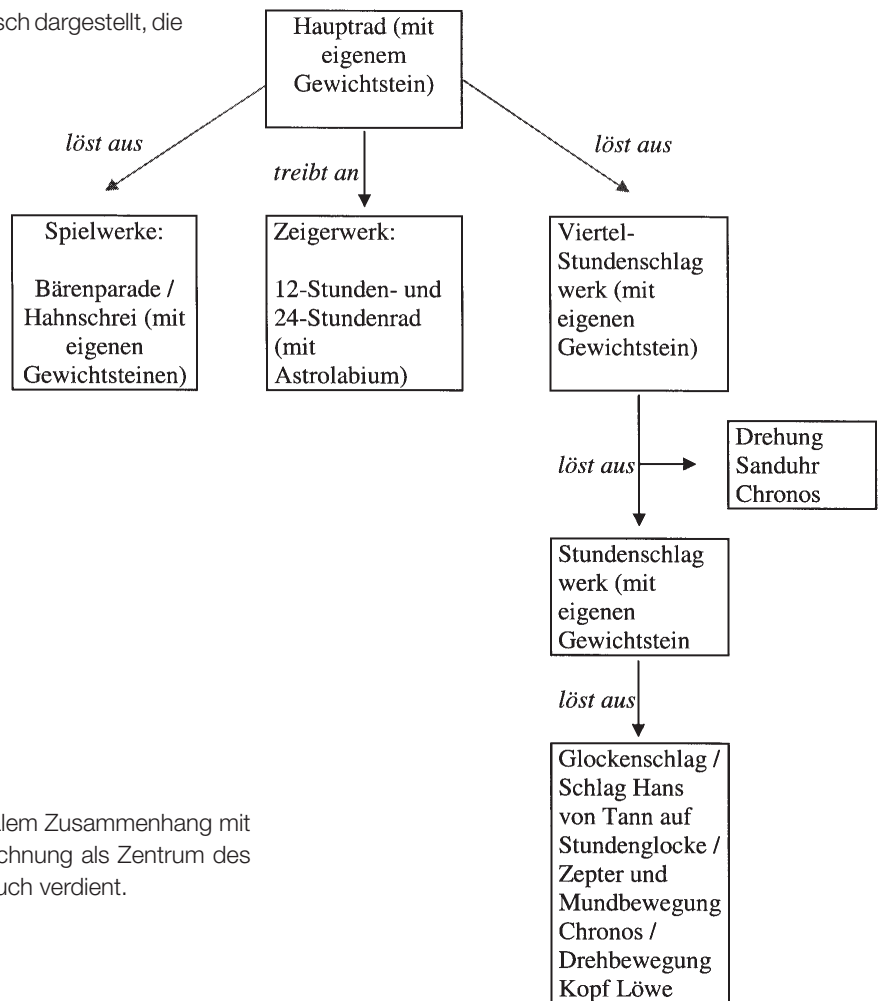 sch dargestellt, die
Hauptrad (mit
eigenem
Gewichtstein)
löst aus
treibt an
löst aus
Spielwerke:
Bärenparade /
Hahnschrei (mit
eigenen
Gewichtsteinen)
Zeigerwerk:
12-Stunden- und
24-Stundenrad
(mit
Astrolabium)
Viertel-
Stundenschlag
werk (mit
eigenen
Gewichtstein)
löst aus
Drehung
Sanduhr
Chronos
Stundenschlag
werk (mit
eigenen
Gewichtstein
löst aus
Glockenschlag /
Schlag Hans
von Tann auf
Stundenglocke /
Zepter und
Mundbewegung
Chronos /
Drehbewegung
Kopf Löwe
alem Zusammenhang mit
chnung als Zentrum des
uch verdient.